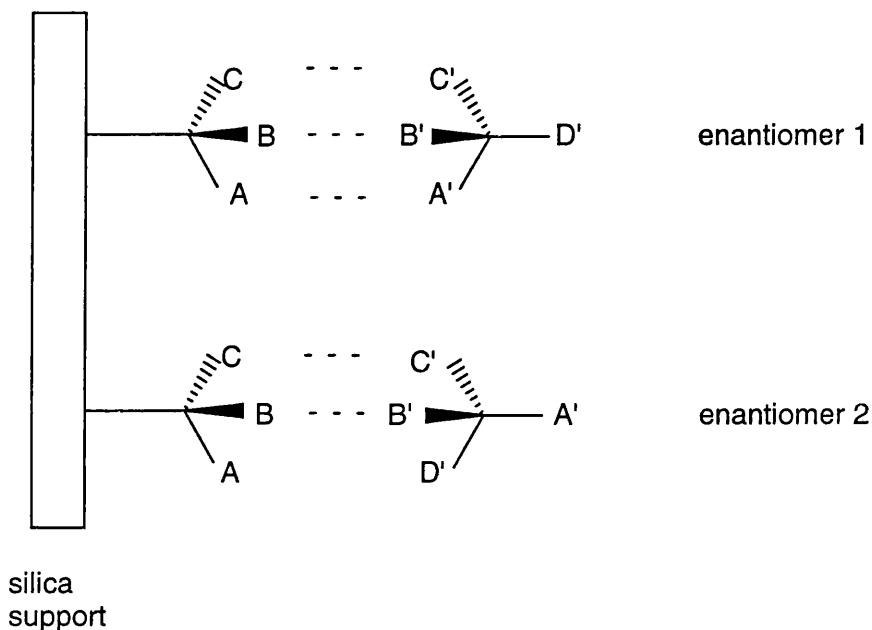 C - - - C'
B - - - B' D' enantiomer 1
A - - - A'
C - - - C'
B - - - B' A' enantiomer 2
A D'
silica
support